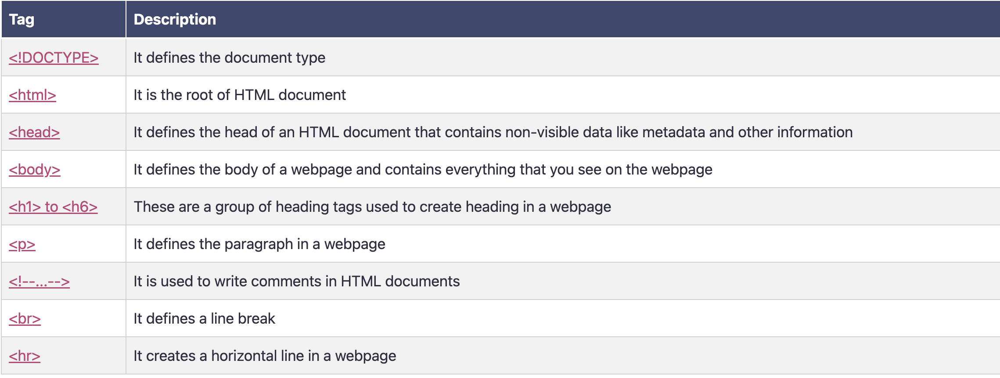 Tag Description
<!DOCTYPE> It defines the document type
<html> It is the root of HTML document
<head> It defines the head of an HTML document that contains non-visible data like metadata and other information
<body> It defines the body of a webpage and contains everything that you see on the webpage
<h1> to <h6> These are a group of heading tags used to create heading in a webpage
<p> It defines the paragraph in a webpage
<!--...--> It is used to write comments in HTML documents
<br> It defines a line break
<hr> It creates a horizontal line in a webpage